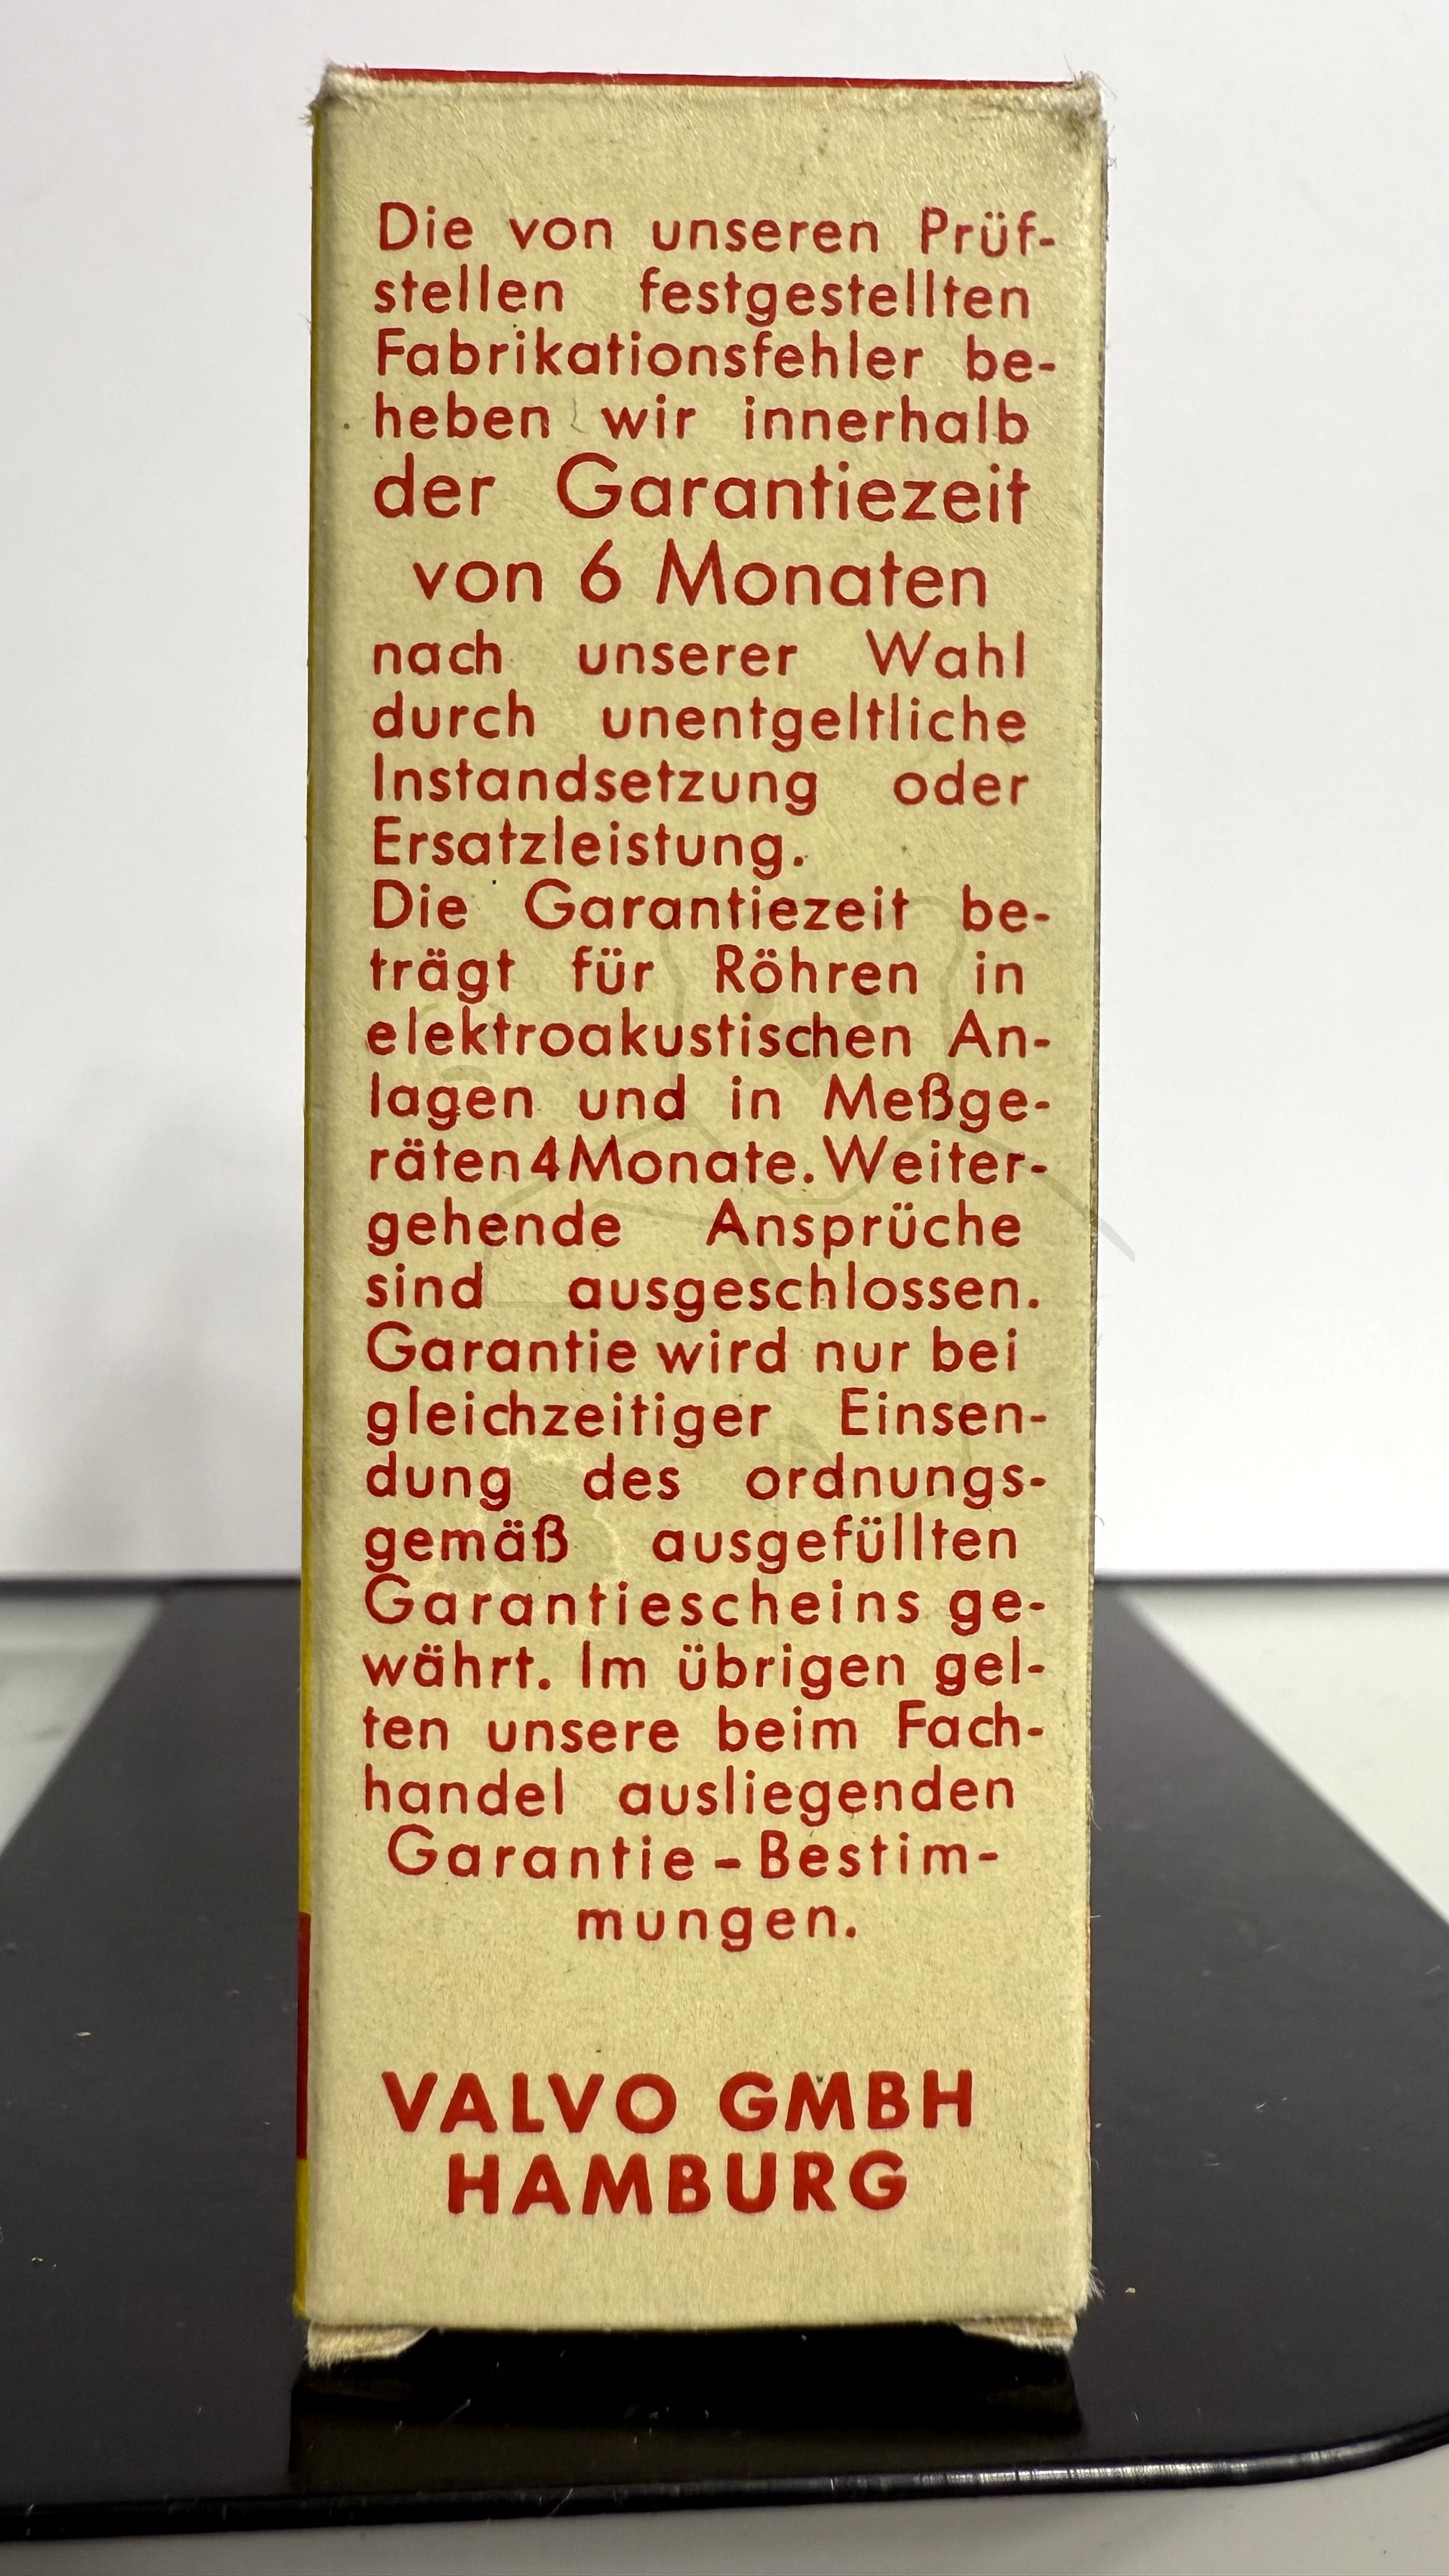 Die von unseren Prüf-
stellen festgestellten
Fabrikationsfehler be-
heben wir innerhalb
der Garantiezeit
von 6 Monaten
nach unserer Wahl
durch unentgeltliche
Instandsetzung oder
Ersatzleistung.
Die Garantiezeit be-
trägt für Röhren in
elektroakustischen An-
lagen und in Meßge-
räten 4 Monate. Weiter-
gehende Ansprüche
sind ausgeschlossen.
Garantie wird nur bei
gleichzeitiger Einsen-
dung des ordnungs-
gemäß ausgefüllten
Garantiescheins ge-
währt. Im übrigen gel-
ten unsere beim Fach-
handel ausliegenden
Garantie-Bestim-
mungen.
VALVO GMBH
HAMBURG